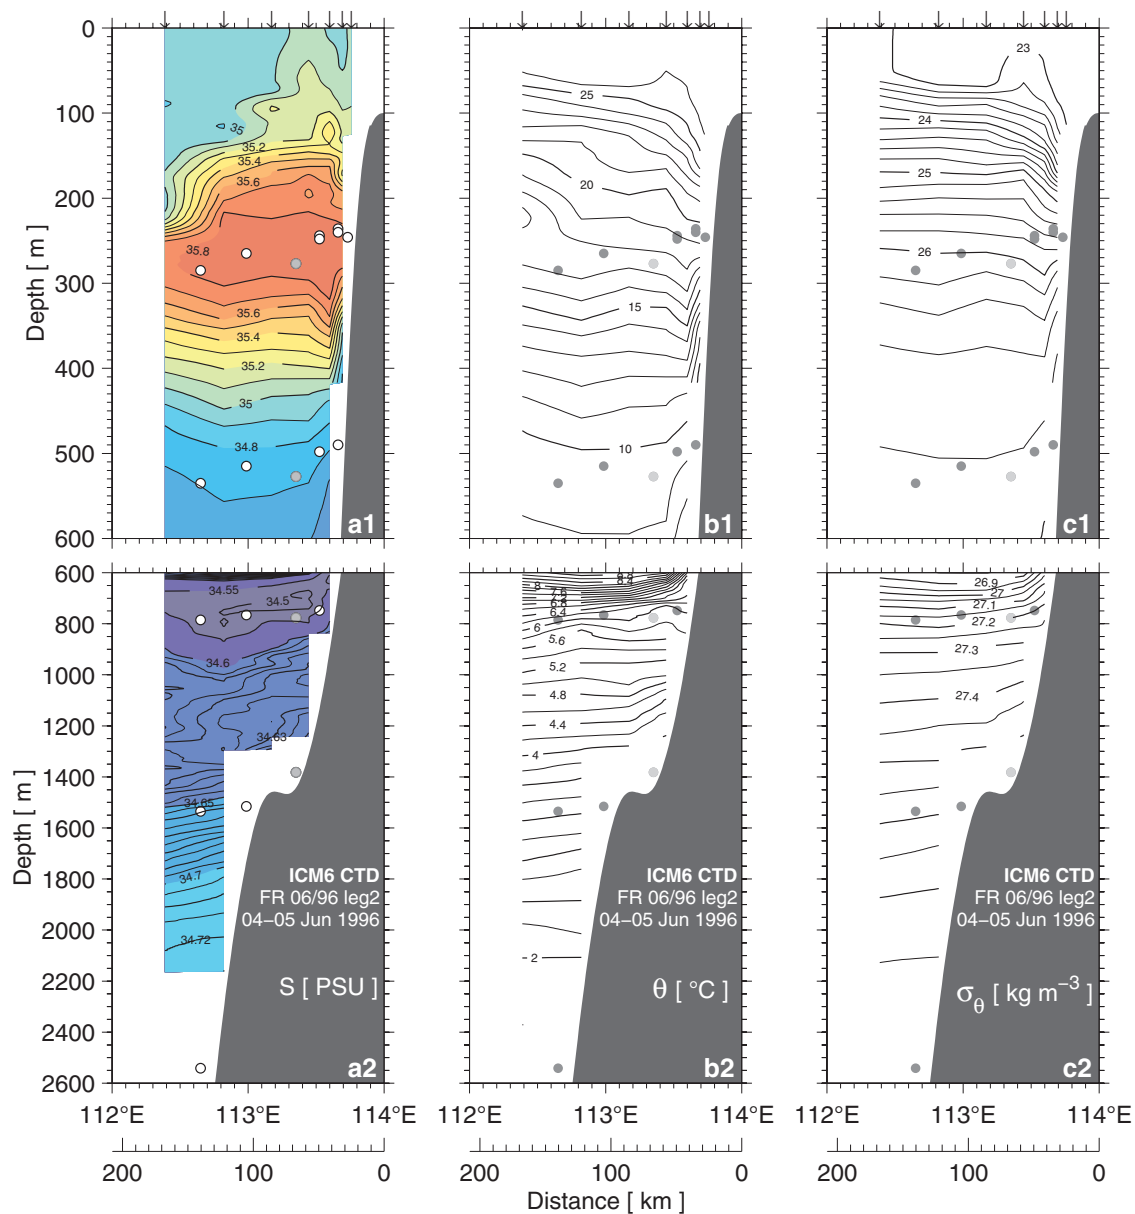 0
100
200
300
400
500
600
Depth [ m ]
35
35.2
35.4
35.6
35.8
35.6
35.4
35.2
35
34.8
a1
25
20
15
10
b1
23
24
25
26
c1
600
800
1000
1200
1400
1600
1800
2000
2200
2400
2600
Depth [ m ]
34.55
34.5
34.6
34.63
34.65
34.7
34.72
ICM6 CTD
FR 06/96 leg2
04–05 Jun 1996
S [ PSU ]
a2
8.4
8
7.6
7.2
6.8
6.4
6
5.6
5.2
4.8
4.4
4
2
ICM6 CTD
FR 06/96 leg2
04–05 Jun 1996
θ [ °C ]
b2
26.9
27
27.1
27.2
27.3
27.4
ICM6 CTD
FR 06/96 leg2
04–05 Jun 1996
σθ [ kg m−3 ]
c2
112°E 113°E 114°E
112°E 113°E 114°E
112°E 113°E 114°E
200 100 0
200 100 0
200 100 0
Distance [ km ]